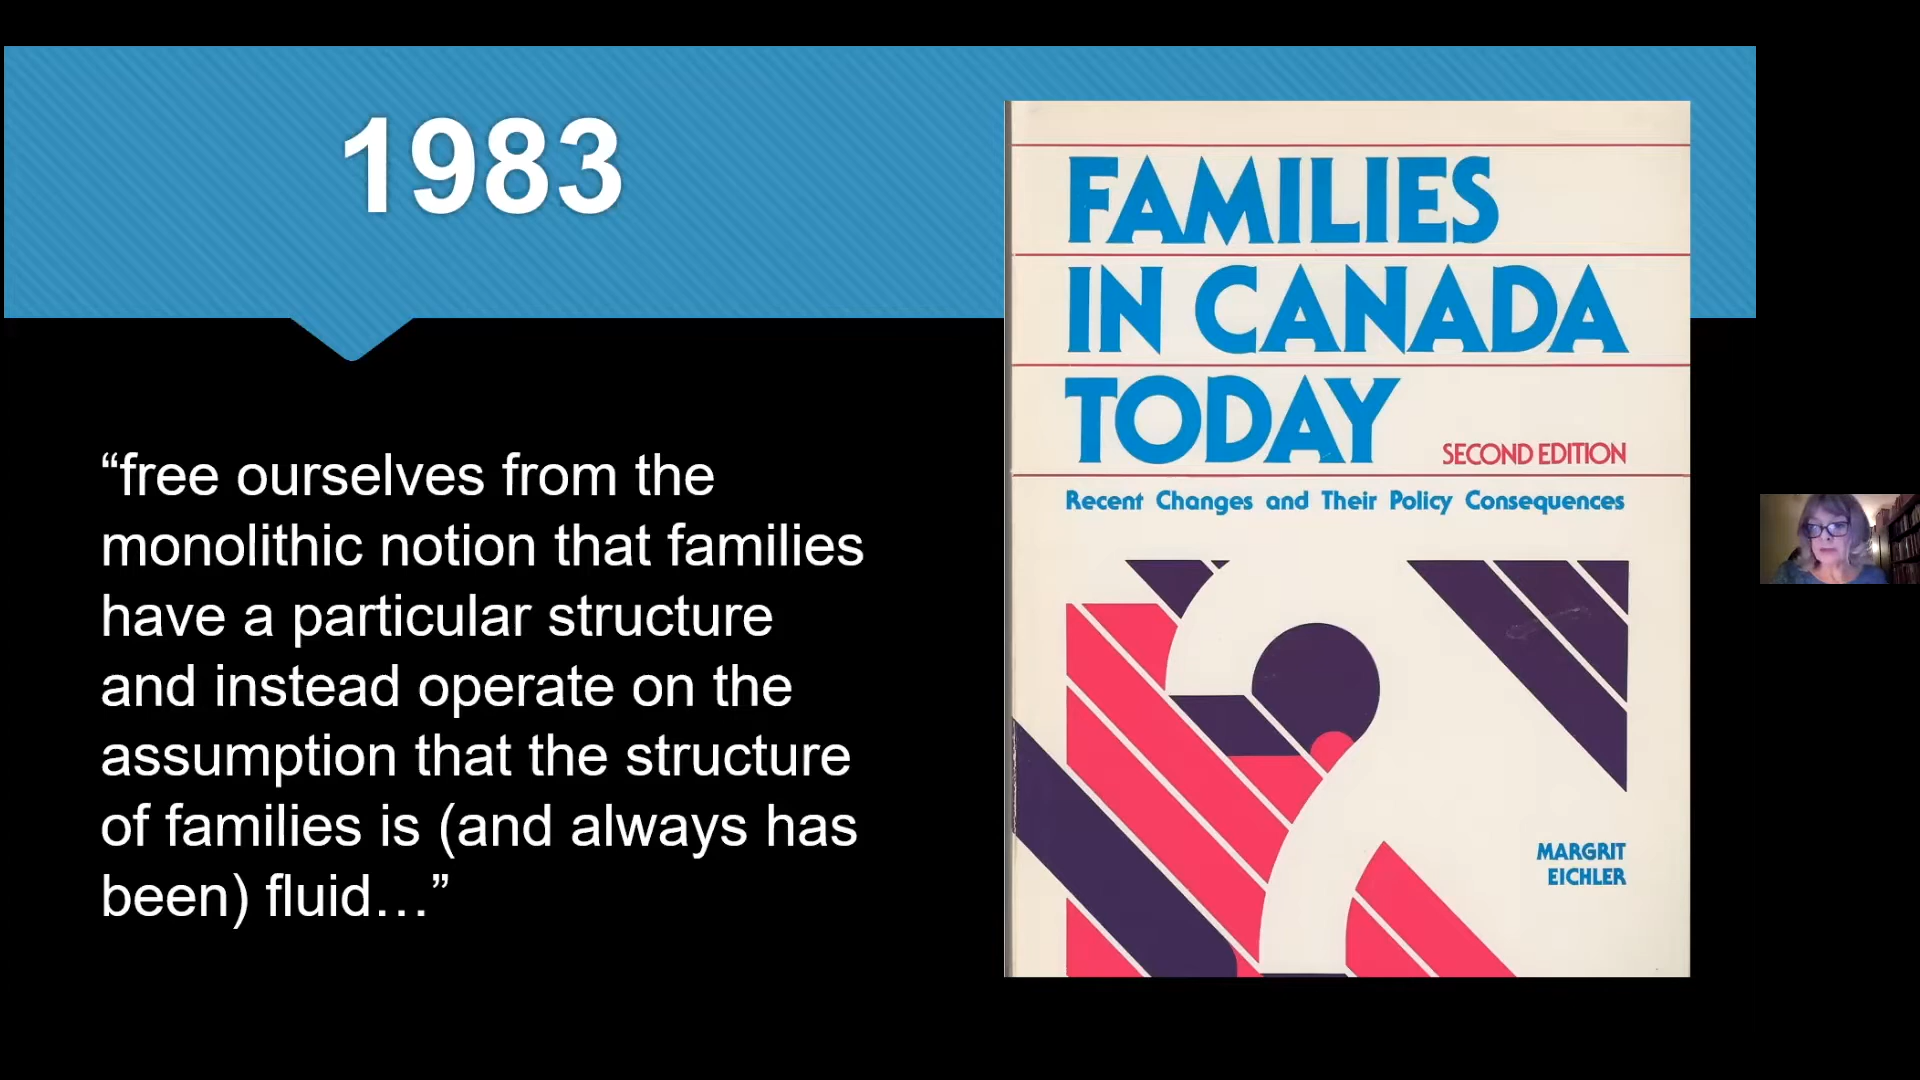 1983
“free ourselves from the
monolithic notion that families
have a particular structure
and instead operate on the
assumption that the structure
of families is (and always has
been) fluid…”
FAMILIES
IN CANADA
TODAY
SECOND EDITION
Recent Changes and Their Policy Consequences
MARGRIT
EICHLER